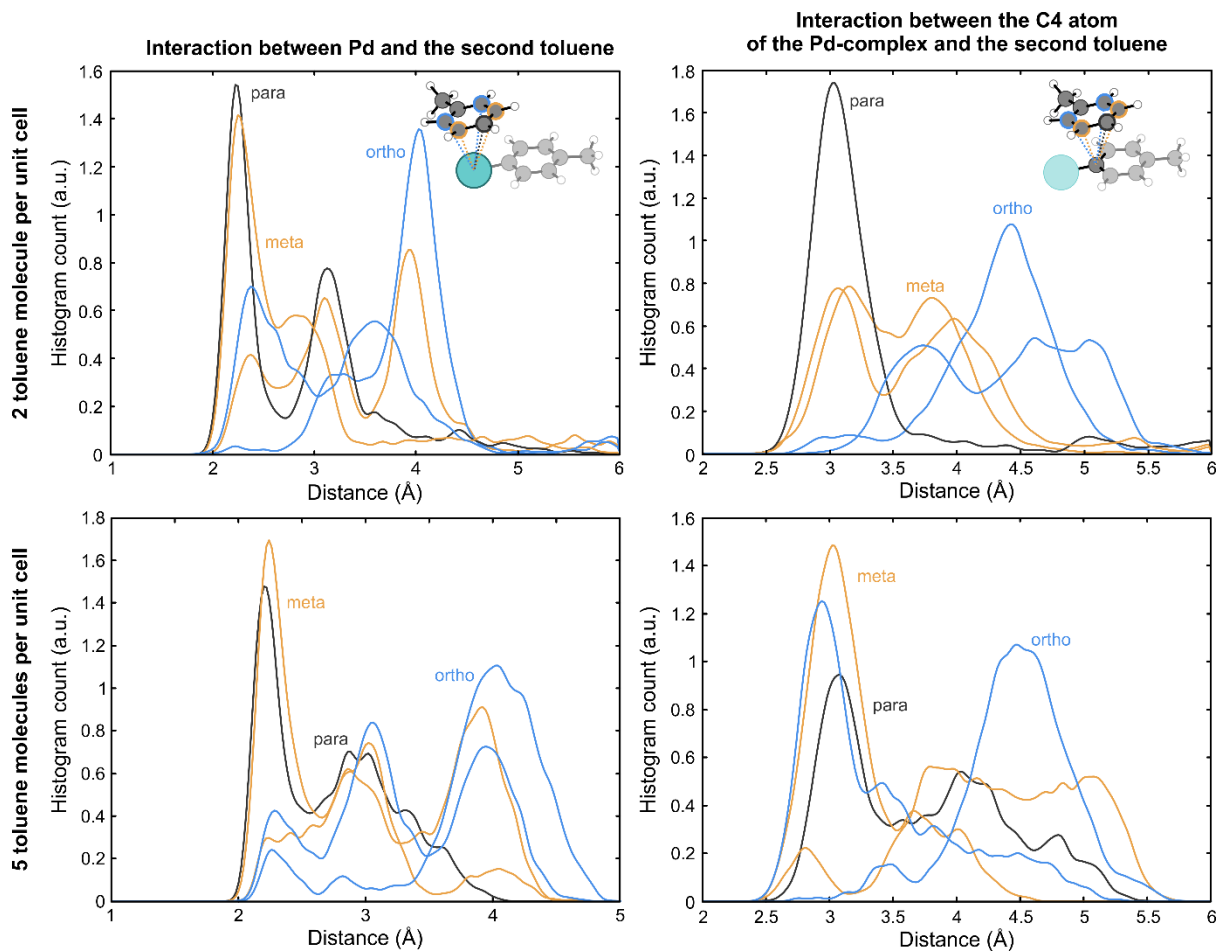 Interaction between Pd and the second toluene
Interaction between the C4 atom
of the Pd-complex and the second toluene
2 toluene molecule per unit cell
Histogram count (a.u.)
1.6
1.4
1.2
1
0.8
0.6
0.4
0.2
0
para
meta
ortho
1 2 3 4 5 6
Distance (Å)
Histogram count (a.u.)
1.8
1.6
1.4
1.2
1
0.8
0.6
0.4
0.2
0
para
ortho
meta
2 2.5 3 3.5 4 4.5 5 5.5 6
Distance (Å)
5 toluene molecules per unit cell
Histogram count (a.u.)
1.8
1.6
1.4
1.2
1
0.8
0.6
0.4
0.2
0
meta
para
ortho
1 2 3 4 5
Distance (Å)
Histogram count (a.u.)
1.6
1.4
1.2
1
0.8
0.6
0.4
0.2
0
meta
para
ortho
2 2.5 3 3.5 4 4.5 5 5.5 6
Distance (Å)